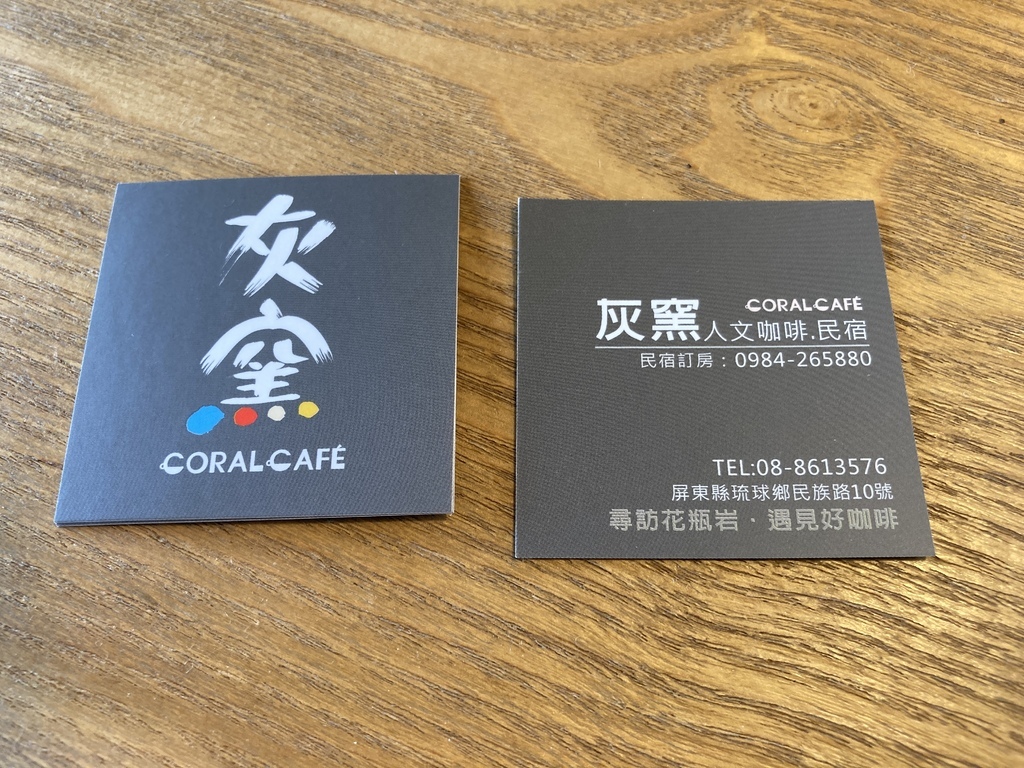 灰
窯
CORAL CAFÉ
CORAL CAFÉ
灰窯人文咖啡.民宿
民宿訂房：0984-265880
TEL:08-8613576
屏東縣琉球鄉民族路10號
尋訪花瓶岩．遇見好咖啡